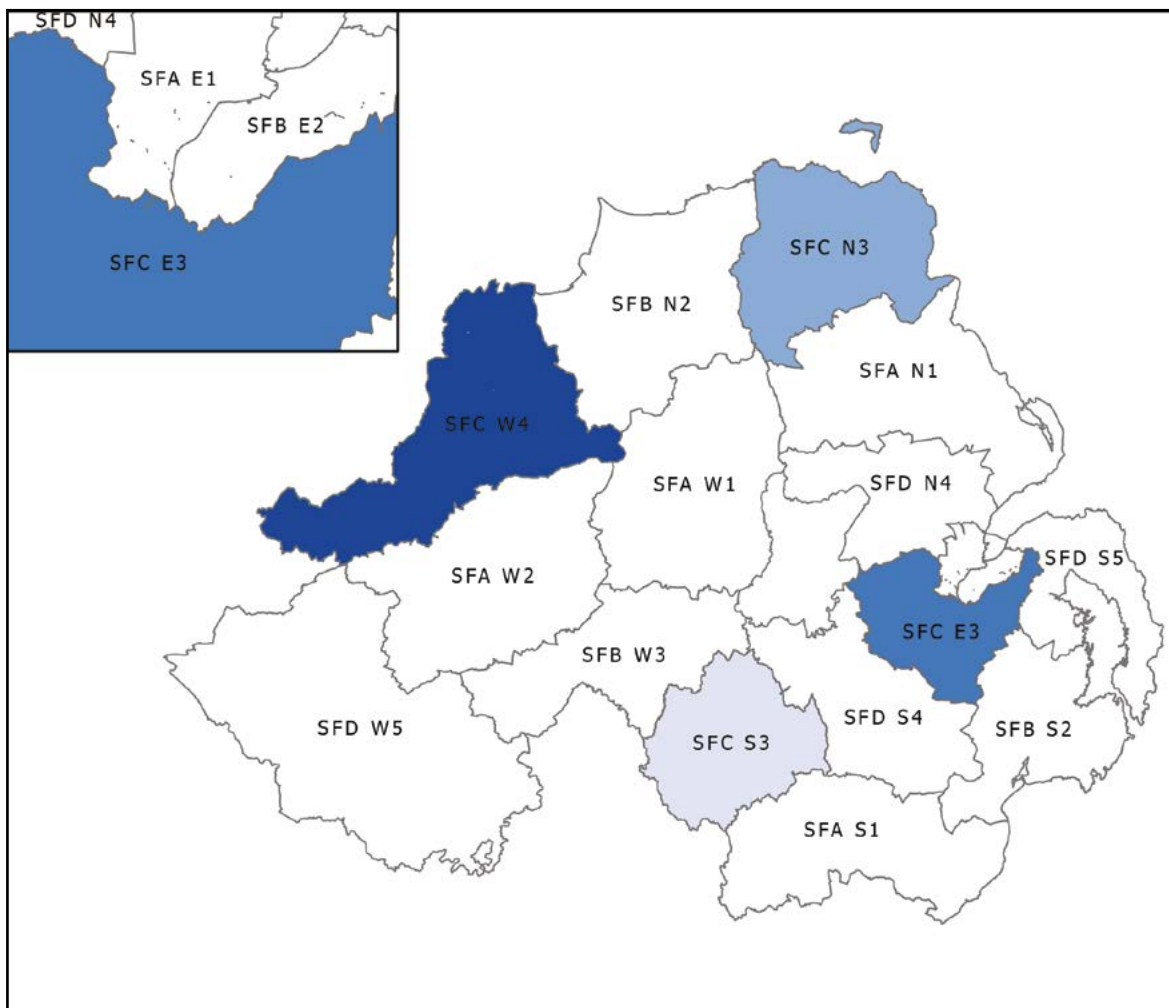 SFD N4
SFA E1
SFB E2
SFC E3
SFC N3
SFB N2
SFA N1
SFC W4
SFA W1
SFD N4
SFD S5
SFA W2
SFC E3
SFB W3
SFD W5
SFC S3
SFD S4
SFB S2
SFA S1